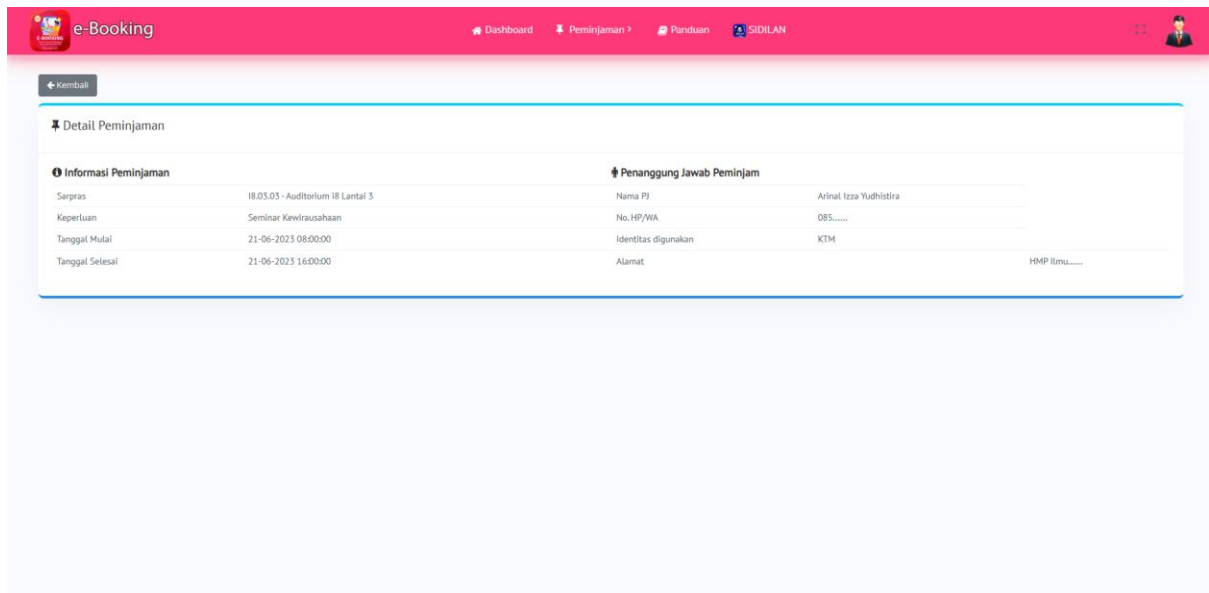 e-Booking
Dashboard Peminjaman Panduan SIDILAN
Kembali
Detail Peminjaman
Informasi Peminjaman
Sarpras I8.03.03 - Auditorium I8 Lantai 3
Keperluan Seminar Kewirausahaan
Tanggal Mulai 21-06-2023 08:00:00
Tanggal Selesai 21-06-2023 16:00:00
Penanggung Jawab Peminjam
Nama PJ Arinal Izza Yudhistira
No. HP/WA 085......
Identitas digunakan KTM
Alamat HMP Ilmu......